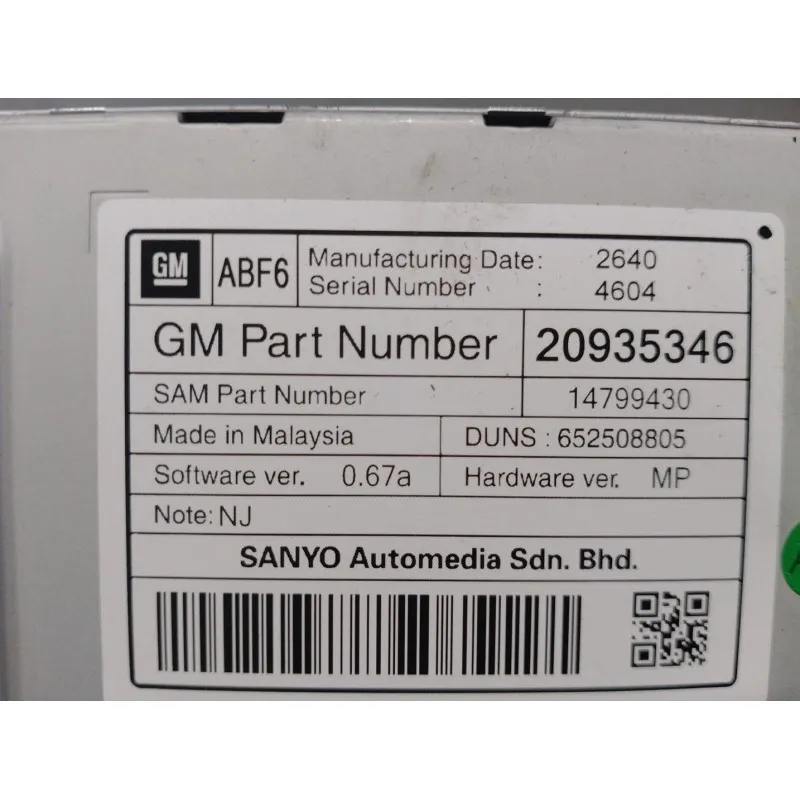 GM
ABF6
Manufacturing Date: 2640
Serial Number : 4604
GM Part Number 20935346
SAM Part Number 14799430
Made in Malaysia DUNS : 652508805
Software ver. 0.67a Hardware ver. MP
Note: NJ
SANYO Automedia Sdn. Bhd.